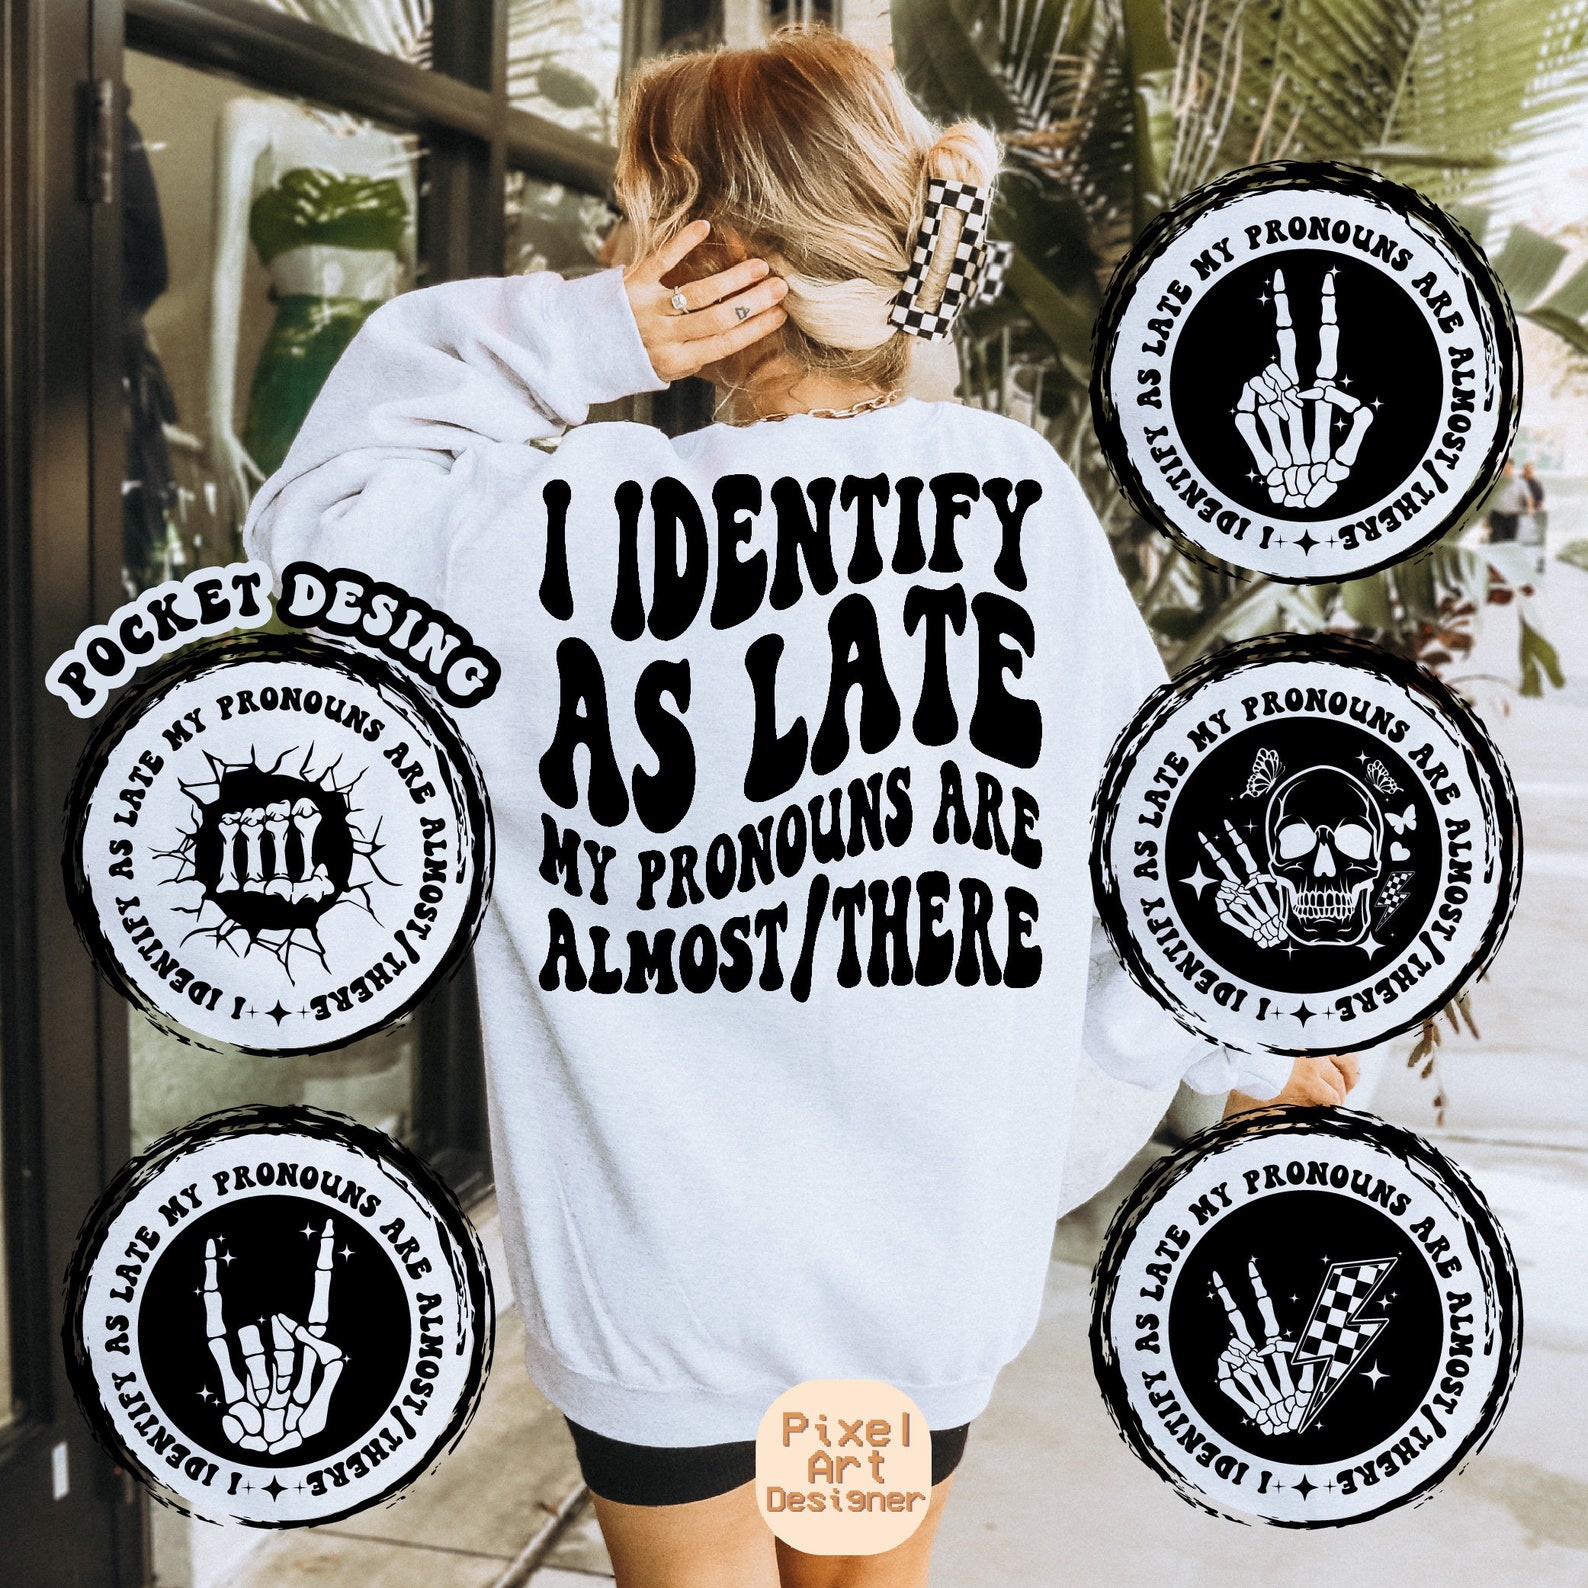 I IDENTIFY
AS LATE
MY PRONOUNS ARE
ALMOST/THERE
POCKET DESING
I IDENTIFY AS LATE MY PRONOUNS ARE ALMOST/THERE
I IDENTIFY AS LATE MY PRONOUNS ARE ALMOST/THERE
I IDENTIFY AS LATE MY PRONOUNS ARE ALMOST/THERE
I IDENTIFY AS LATE MY PRONOUNS ARE ALMOST/THERE
I IDENTIFY AS LATE MY PRONOUNS ARE ALMOST/THERE
Pixel
Art
Designer